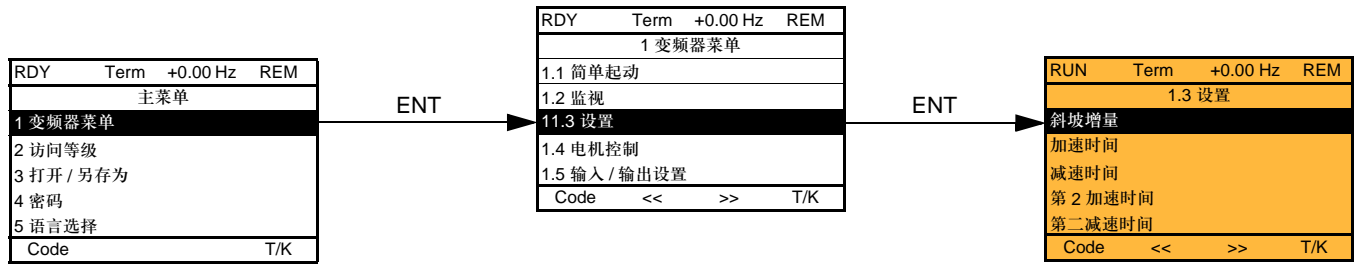 RDY Term +0.00 Hz REM
主菜单
1 变频器菜单
2 访问等级
3 打开 / 另存为
4 密码
5 语言选择
Code T/K
ENT
RDY Term +0.00 Hz REM
1 变频器菜单
1.1 简单起动
1.2 监视
11.3 设置
1.4 电机控制
1.5 输入 / 输出设置
Code << >> T/K
ENT
RUN Term +0.00 Hz REM
1.3 设置
斜坡增量
加速时间
减速时间
第 2 加速时间
第二减速时间
Code << >> T/K